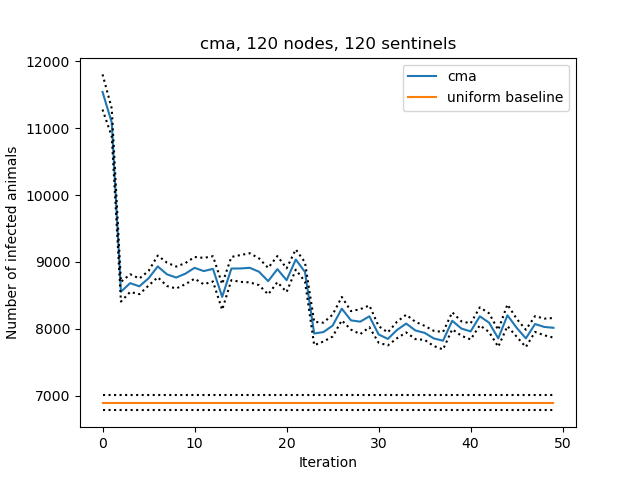 cma, 120 nodes, 120 sentinels
12000
11000
10000
9000
8000
7000
Number of infected animals
cma
uniform baseline
0
10
20
30
40
50
Iteration